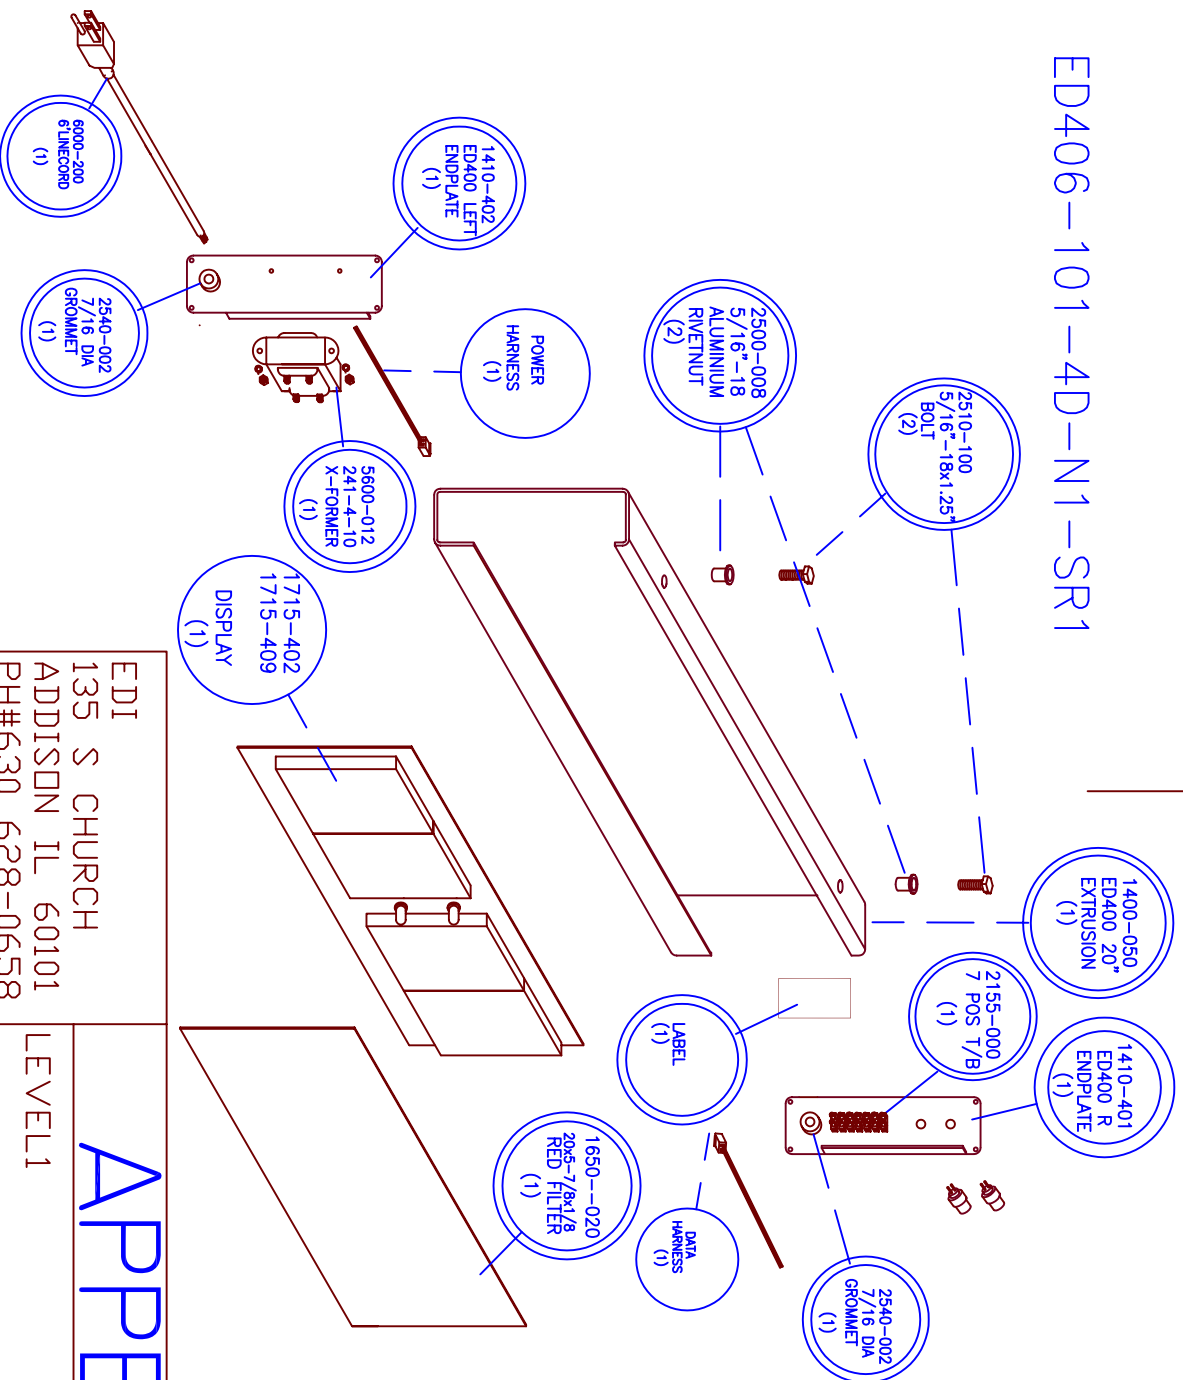 ED406-101-4D-N1-SR1
2510-100
5/16"-18x1.25"
BOLT
(2)
1400-050
ED400 20"
EXTRUSION
(1)
1410-401
ED400 R
ENDPLATE
(1)
2155-000
7 POS T/B
(1)
2500-008
5/16"-18
ALUMINIUM
RIVETNUT
(2)
1410-402
ED400 LEFT
ENDPLATE
(1)
POWER
HARNESS
(1)
6000-200
6'LINECORD
(1)
2540-002
7/16 DIA
GROMMET
(1)
5600-012
241-4-10
X-FORMER
(1)
1715-402
1715-409
DISPLAY
(1)
LABEL
(1)
DATA
HARNESS
(1)
2540-002
7/16 DIA
GROMMET
(1)
1650--020
20x5-7/8x1/8
RED FILTER
(1)
EDI
135 S CHURCH
ADDISON IL 60101
PH#630 628-0658
APPE
LEVEL1